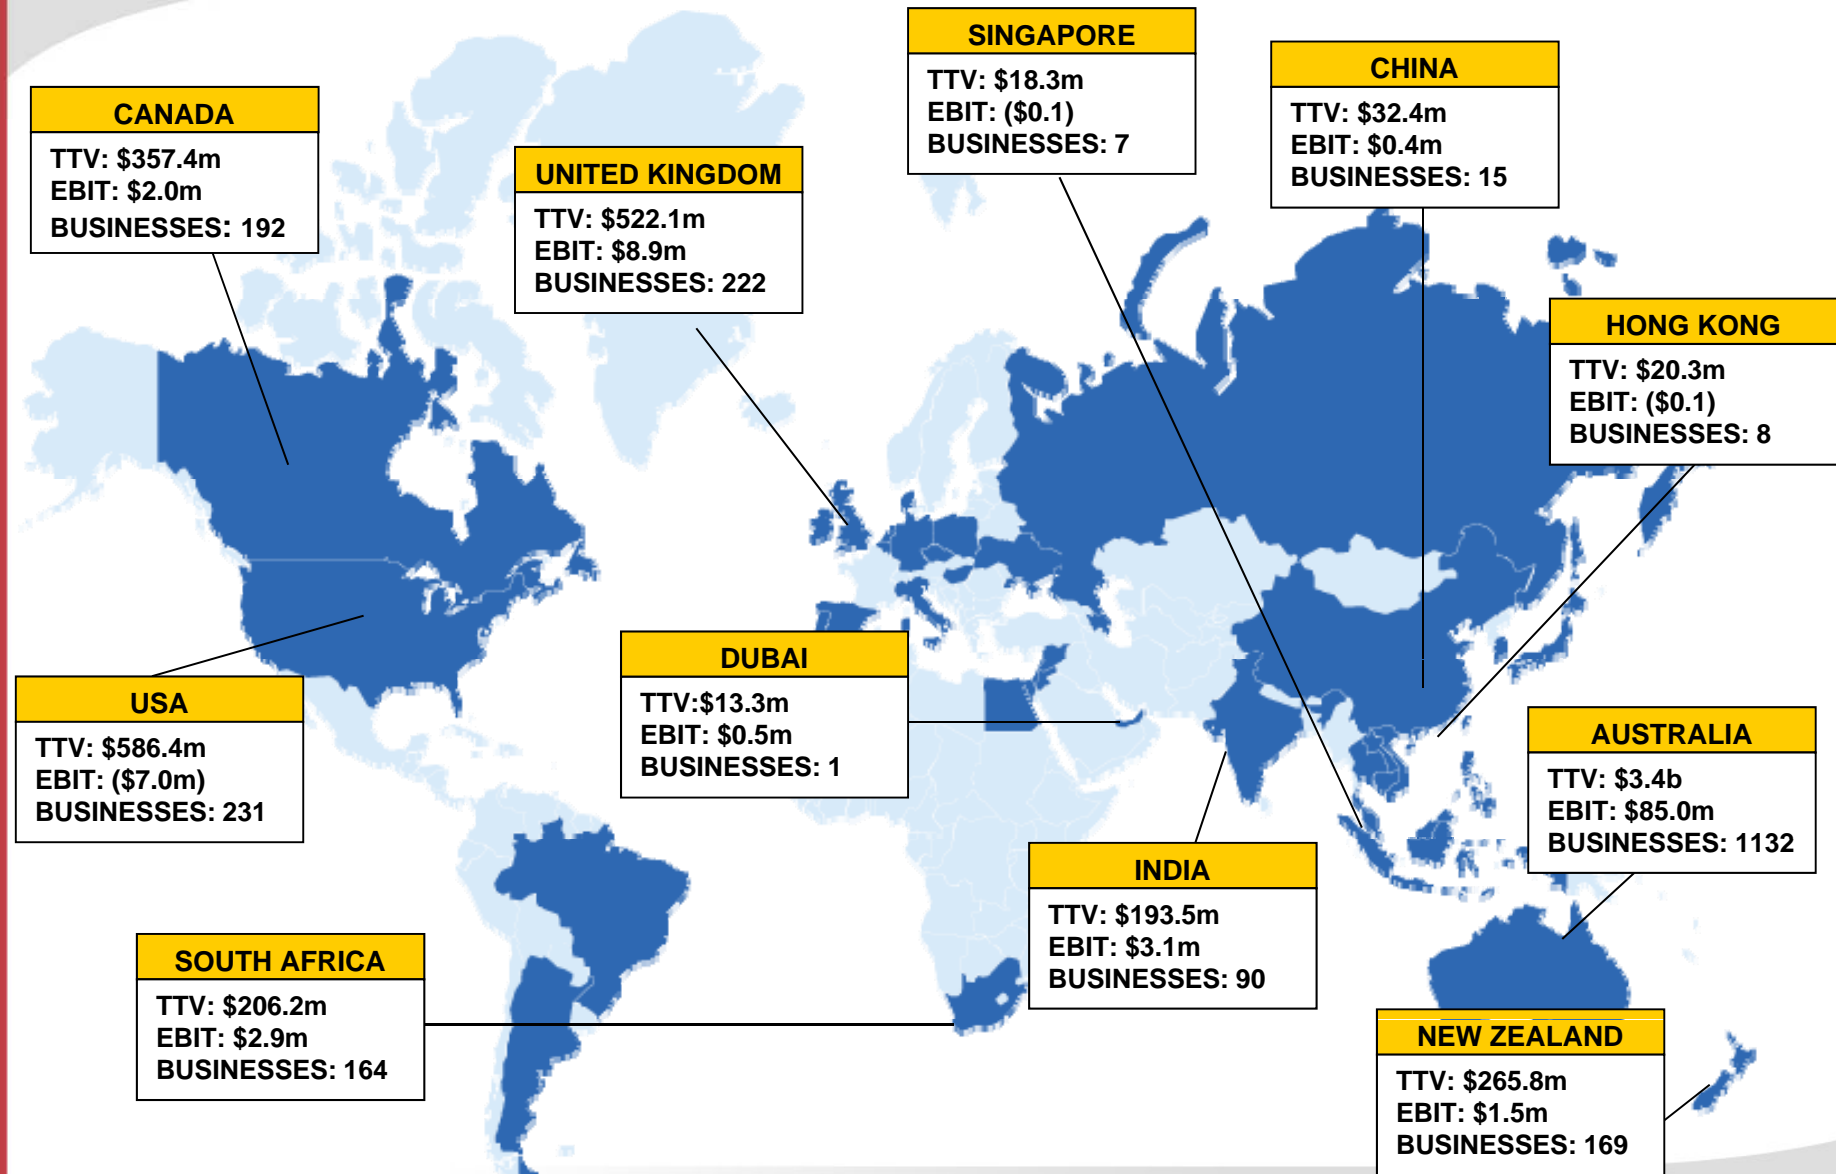 SINGAPORE
TTV: $18.3m
EBIT: ($0.1)
BUSINESSES: 7
CHINA
TTV: $32.4m
EBIT: $0.4m
BUSINESSES: 15
CANADA
TTV: $357.4m
EBIT: $2.0m
BUSINESSES: 192
UNITED KINGDOM
TTV: $522.1m
EBIT: $8.9m
BUSINESSES: 222
HONG KONG
TTV: $20.3m
EBIT: ($0.1)
BUSINESSES: 8
DUBAI
TTV:$13.3m
EBIT: $0.5m
BUSINESSES: 1
USA
TTV: $586.4m
EBIT: ($7.0m)
BUSINESSES: 231
AUSTRALIA
TTV: $3.4b
EBIT: $85.0m
BUSINESSES: 1132
INDIA
TTV: $193.5m
EBIT: $3.1m
BUSINESSES: 90
SOUTH AFRICA
TTV: $206.2m
EBIT: $2.9m
BUSINESSES: 164
NEW ZEALAND
TTV: $265.8m
EBIT: $1.5m
BUSINESSES: 169